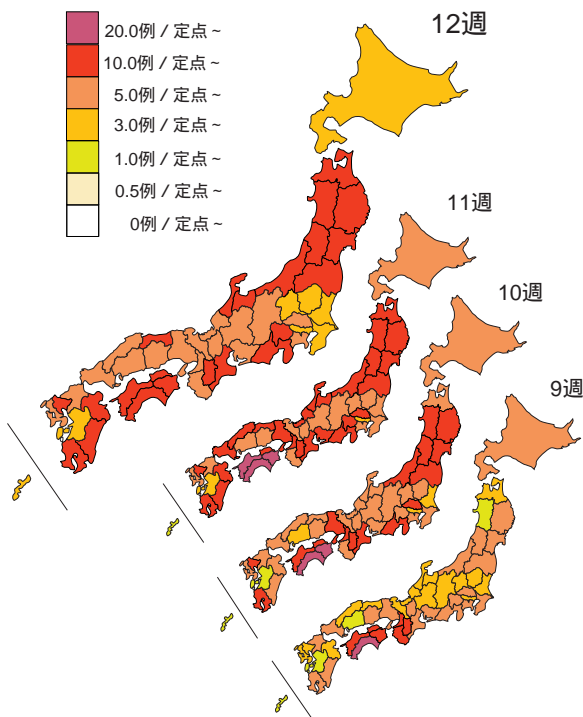 12週
20.0例 / 定点 ~
10.0例 / 定点 ~
5.0例 / 定点 ~
3.0例 / 定点 ~
1.0例 / 定点 ~
0.5例 / 定点 ~
0例 / 定点 ~
11週
10週
9週